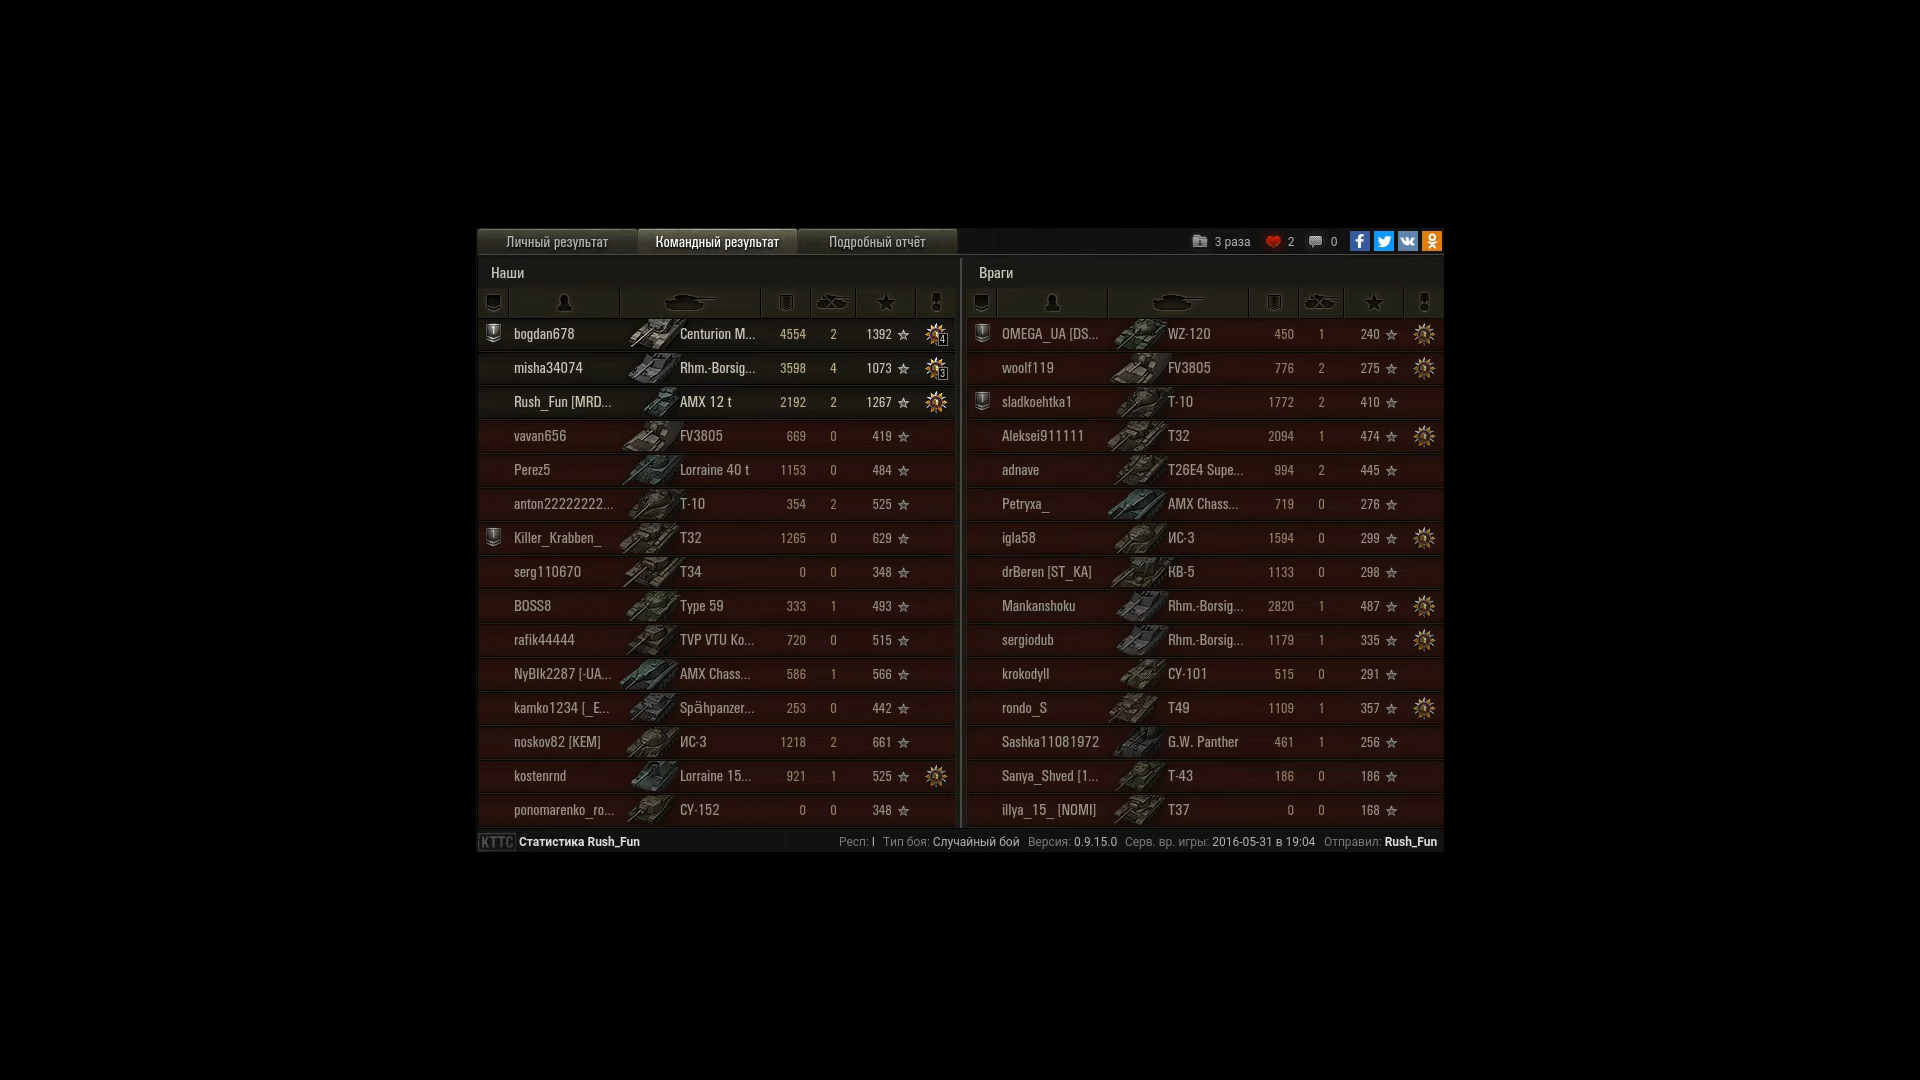 Личный результат Командный результат Подробный отчёт 3 раза 2 0
Наши Враги
bogdan678 Centurion M... 4554 2 1392 4
misha34074 Rhm.-Borsig... 3598 4 1073 3
Rush_Fun [MRD... AMX 12 t 2192 2 1267
vavan656 FV3805 669 0 419
Perez5 Lorraine 40 t 1153 0 484
anton22222222... Т-10 354 2 525
Killer_Krabben_ T32 1265 0 629
serg110670 T34 0 0 348
BOSS8 Type 59 333 1 493
rafik44444 TVP VTU Ko... 720 0 515
NyBlk2287 [-UA... AMX Chass... 586 1 566
kamko1234 [_E... Spähpanzer... 253 0 442
noskov82 [KEM] ИС-3 1218 2 661
kostenrnd Lorraine 15... 921 1 525
ponomarenko_ro... СУ-152 0 0 348
OMEGA_UA [DS... WZ-120 450 1 240
woolf119 FV3805 776 2 275
sladkoehtka1 Т-10 1772 2 410
Aleksei911111 T32 2094 1 474
adnave T26E4 Supe... 994 2 445
Petryxa_ AMX Chass... 719 0 276
igla58 ИС-3 1594 0 299
drBeren [ST_KA] КВ-5 1133 0 298
Mankanshoku Rhm.-Borsig... 2820 1 487
sergiodub Rhm.-Borsig... 1179 1 335
krokodyll СУ-101 515 0 291
rondo_S T49 1109 1 357
Sashka11081972 G.W. Panther 461 1 256
Sanya_Shved [1... Т-43 186 0 186
illya_15_ [NOMI] T37 0 0 168
KTTC Статистика Rush_Fun Респ: I Тип боя: Случайный бой Версия: 0.9.15.0 Серв. вр. игры: 2016-05-31 в 19:04 Отправил: Rush_Fun